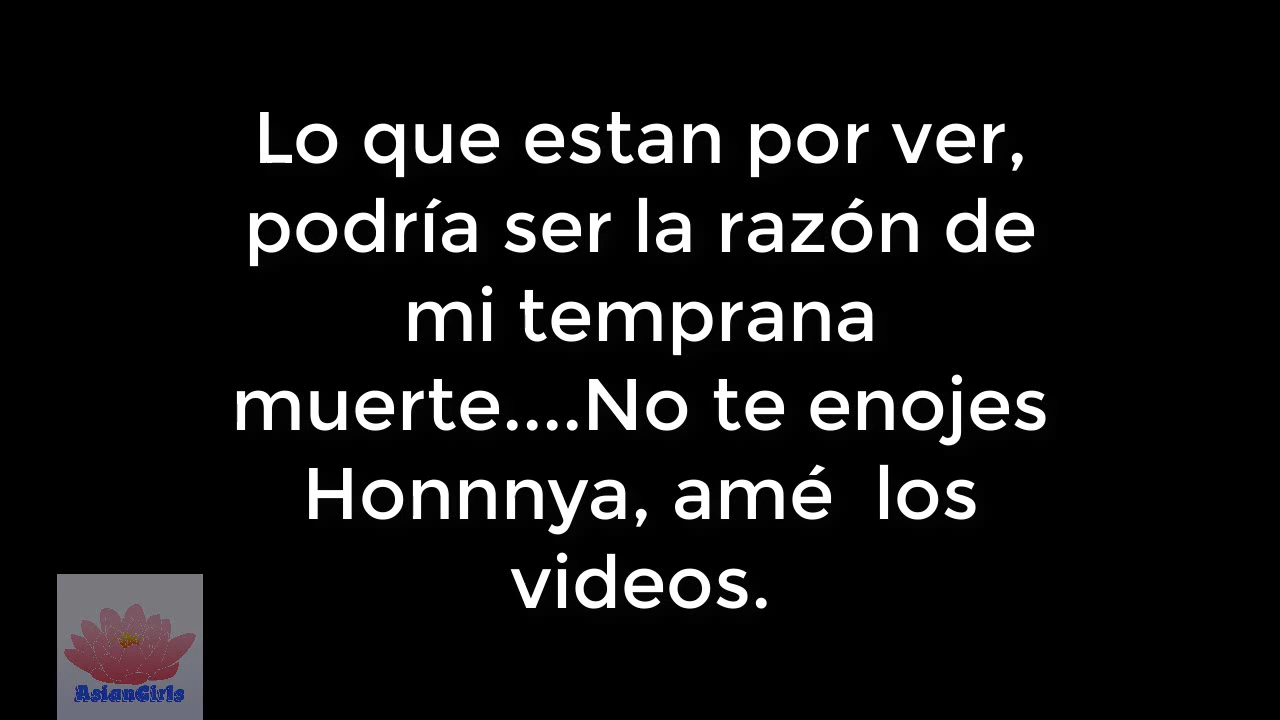 Lo que estan por ver,
podría ser la razón de
mi temprana
muerte....No te enojes
Honnnya, amé  los
videos.
AsianGirls